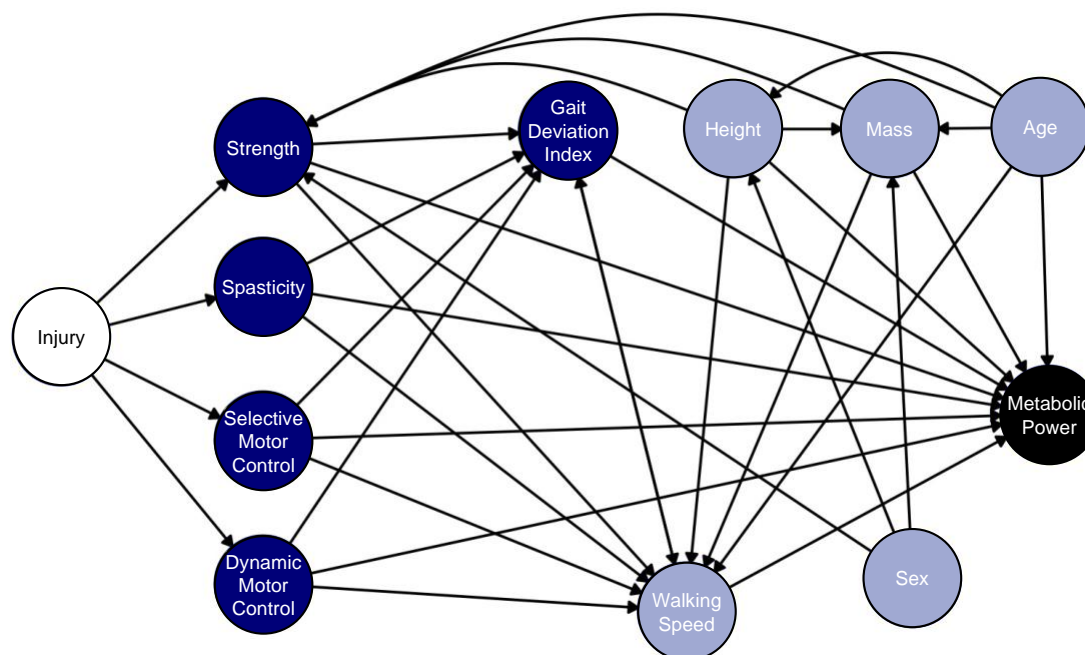 Strength
Gait
Deviation
Index
Height
Mass
Age
Spasticity
Injury
Selective
Motor
Control
Metabolic
Power
Dynamic
Motor
Control
Walking
Speed
Sex